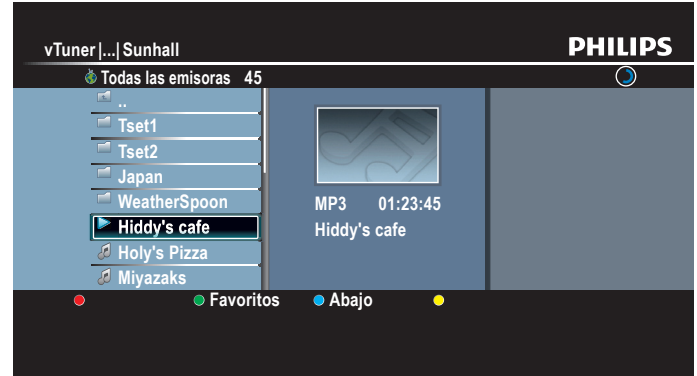 vTuner|...|Sunhall
PHILIPS
Todas las emisoras 45
..
Tset1
Tset2
Japan
WeatherSpoon
Hiddy's cafe
Holy's Pizza
Miyazaks
MP3 01:23:45
Hiddy's cafe
Favoritos Abajo